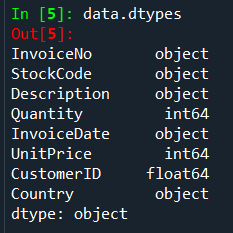 In [5]: data.dtypes
Out[5]:
InvoiceNo object
StockCode object
Description object
Quantity int64
InvoiceDate object
UnitPrice int64
CustomerID float64
Country object
dtype: object